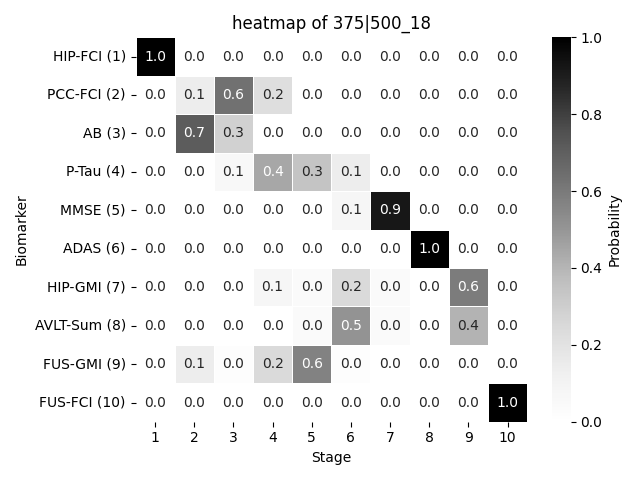 heatmap of 375|500_18
HIP-FCI (1) 1.0 0.0 0.0 0.0 0.0 0.0 0.0 0.0 0.0 0.0
PCC-FCI (2) 0.0 0.1 0.6 0.2 0.0 0.0 0.0 0.0 0.0 0.0
AB (3) 0.0 0.7 0.3 0.0 0.0 0.0 0.0 0.0 0.0 0.0
P-Tau (4) 0.0 0.0 0.1 0.4 0.3 0.1 0.0 0.0 0.0 0.0
MMSE (5) 0.0 0.0 0.0 0.0 0.0 0.1 0.9 0.0 0.0 0.0
ADAS (6) 0.0 0.0 0.0 0.0 0.0 0.0 0.0 1.0 0.0 0.0
HIP-GMI (7) 0.0 0.0 0.0 0.1 0.0 0.2 0.0 0.0 0.6 0.0
AVLT-Sum (8) 0.0 0.0 0.0 0.0 0.0 0.5 0.0 0.0 0.4 0.0
FUS-GMI (9) 0.0 0.1 0.0 0.2 0.6 0.0 0.0 0.0 0.0 0.0
FUS-FCI (10) 0.0 0.0 0.0 0.0 0.0 0.0 0.0 0.0 0.0 1.0
1 2 3 4 5 6 7 8 9 10
Stage
Biomarker
1.0
0.8
0.6
0.4
0.2
0.0
Probability